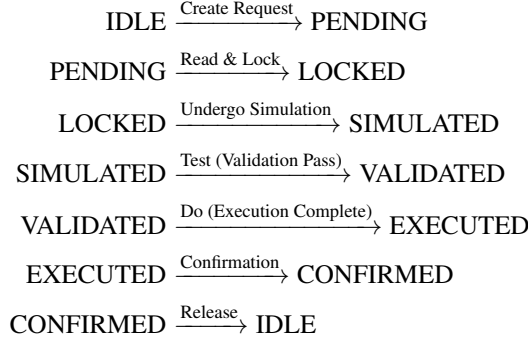 IDLE Create Request PENDING
PENDING Read & Lock LOCKED
LOCKED Undergo Simulation SIMULATED
SIMULATED Test (Validation Pass) VALIDATED
VALIDATED Do (Execution Complete) EXECUTED
EXECUTED Confirmation CONFIRMED
CONFIRMED Release IDLE